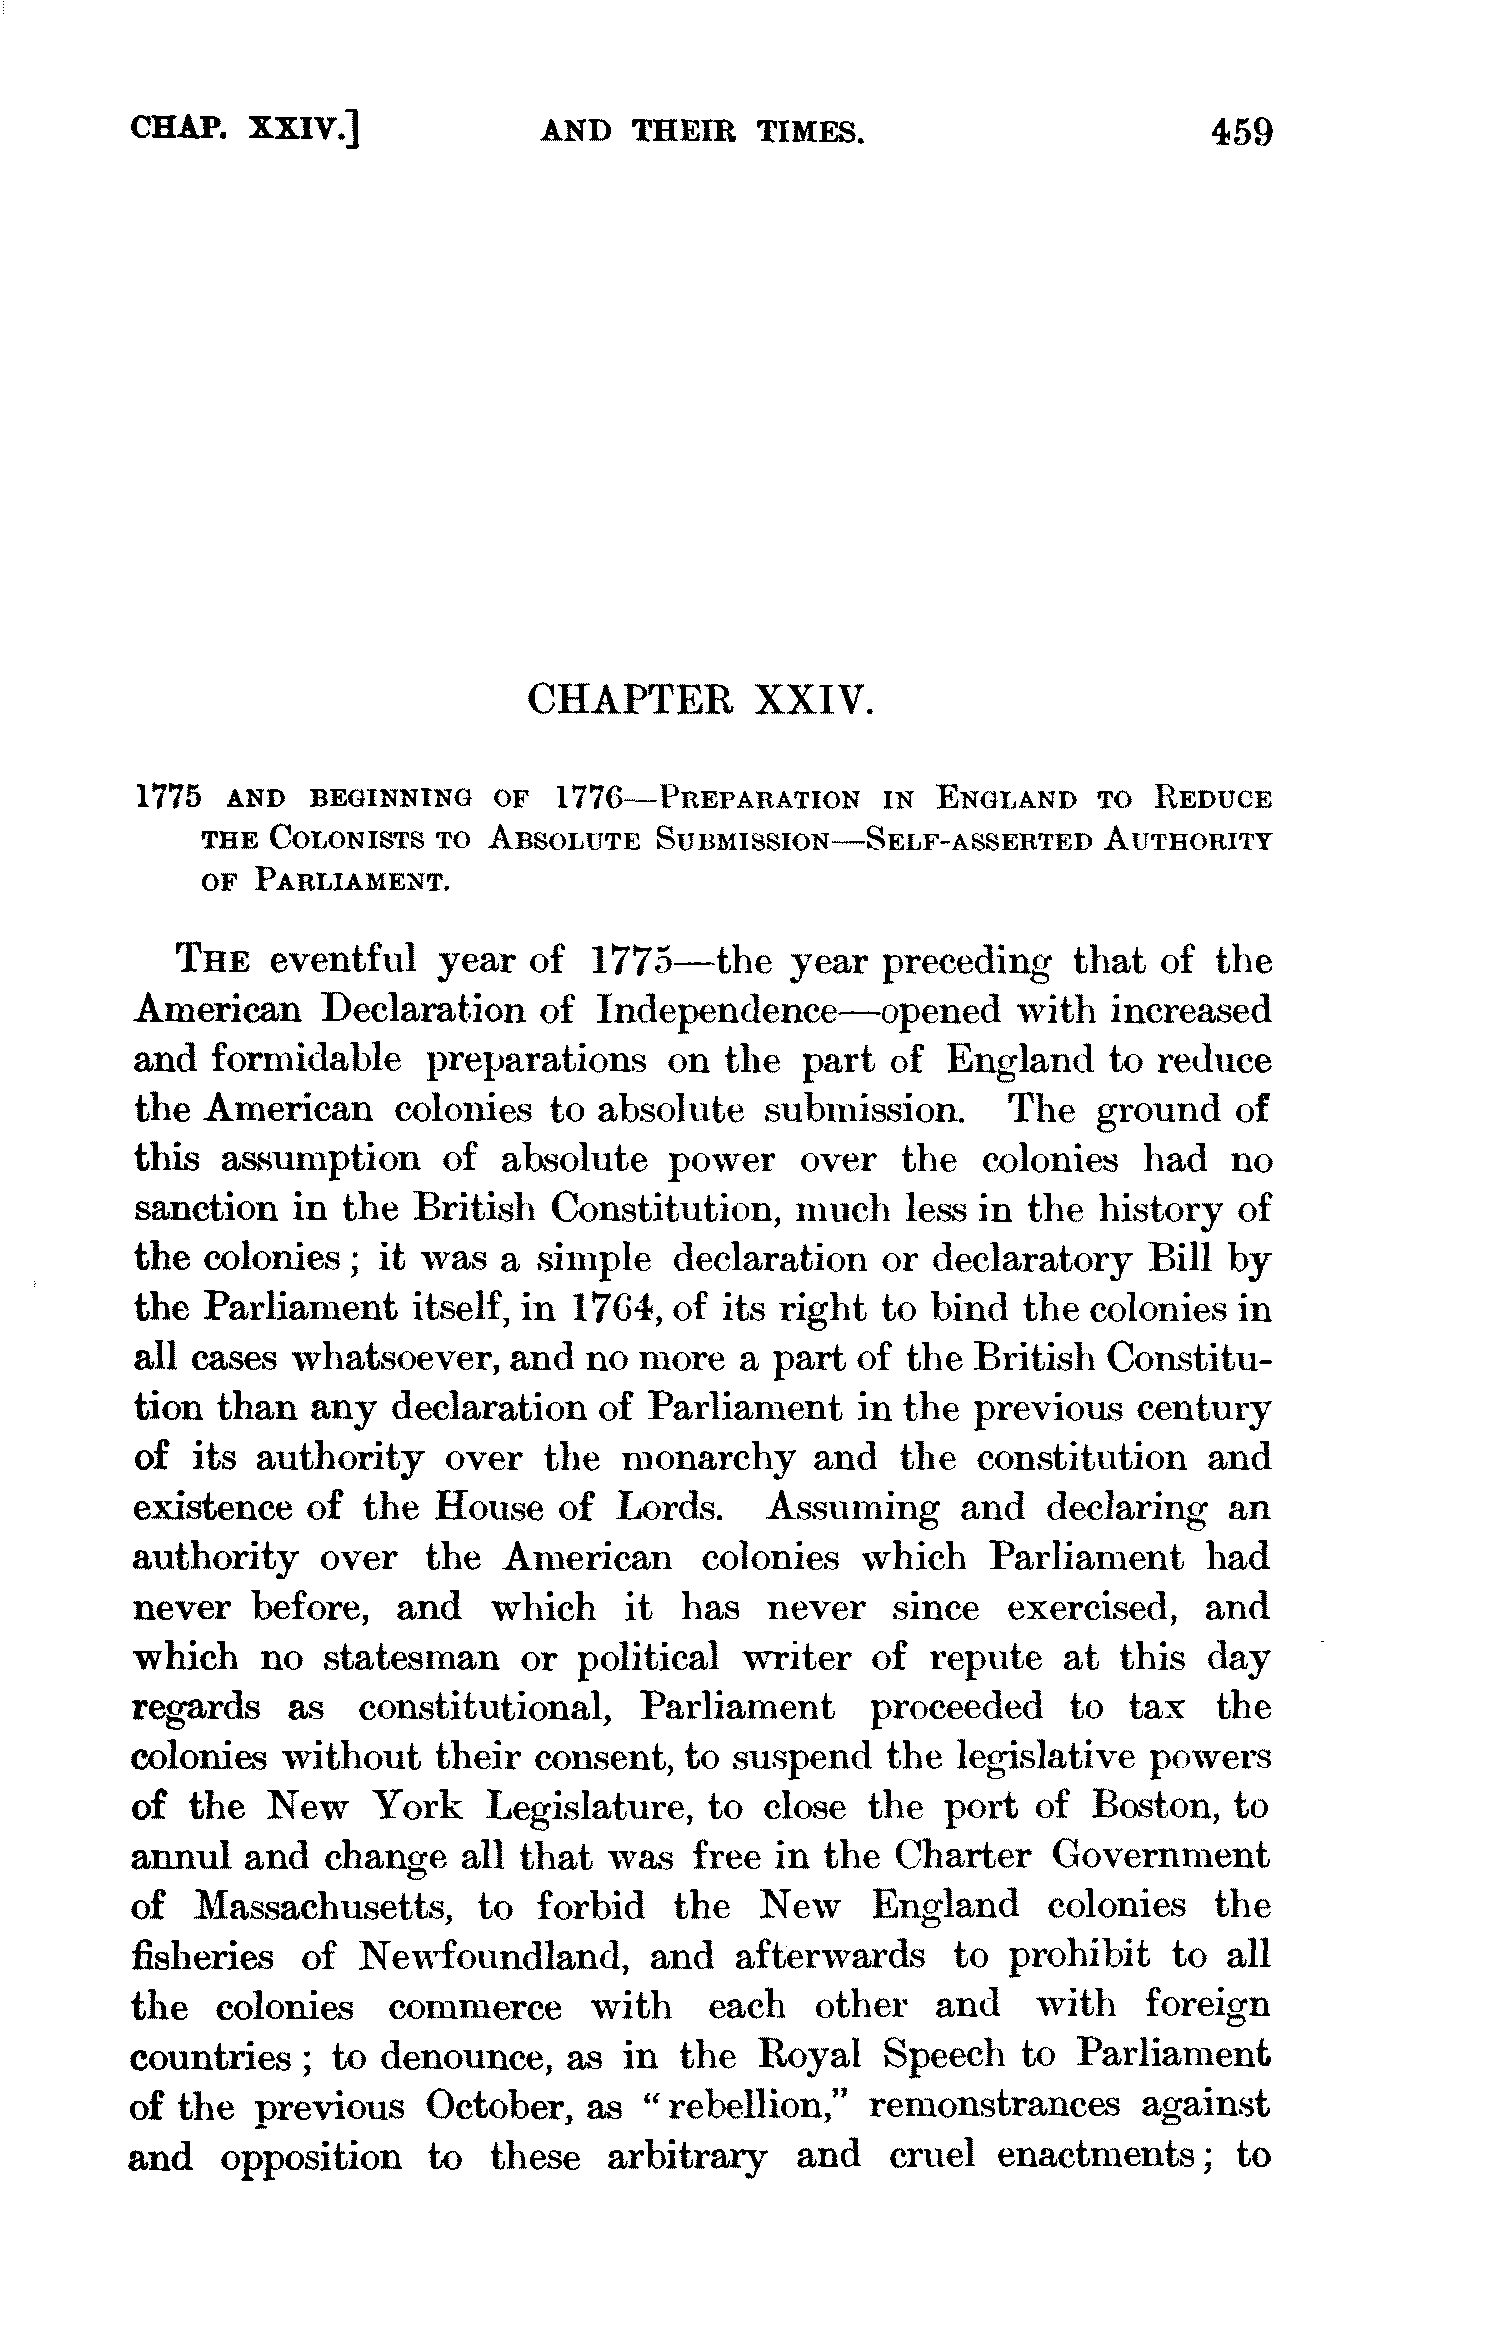 CHAP. XXIV.] AND THEIR TIMES. 459
CHAPTER XXIV.
1775 AND BEGINNING OF 1776—PREPARATION IN ENGLAND TO REDUCE
THE COLONISTS TO ABSOLUTE SUBMISSION—SELF-ASSERTED AUTHORITY
OF PARLIAMENT.
THE eventful year of 1775—the year preceding that of the
American Declaration of Independence—opened with increased
and formidable preparations on the part of England to reduce
the American colonies to absolute submission. The ground of
this assumption of absolute power over the colonies had no
sanction in the British Constitution, much less in the history of
the colonies; it was a simple declaration or declaratory Bill by
the Parliament itself, in 1764, of its right to bind the colonies in
all cases whatsoever, and no more a part of the British Constitu-
tion than any declaration of Parliament in the previous century
of its authority over the monarchy and the constitution and
existence of the House of Lords. Assuming and declaring an
authority over the American colonies which Parliament had
never before, and which it has never since exercised, and
which no statesman or political writer of repute at this day
regards as constitutional, Parliament proceeded to tax the
colonies without their consent, to suspend the legislative powers
of the New York Legislature, to close the port of Boston, to
annul and change all that was free in the Charter Government
of Massachusetts, to forbid the New England colonies the
fisheries of Newfoundland, and afterwards to prohibit to all
the colonies commerce with each other and with foreign
countries; to denounce, as in the Royal Speech to Parliament
of the previous October, as "rebellion," remonstrances against
and opposition to these arbitrary and cruel enactments; to